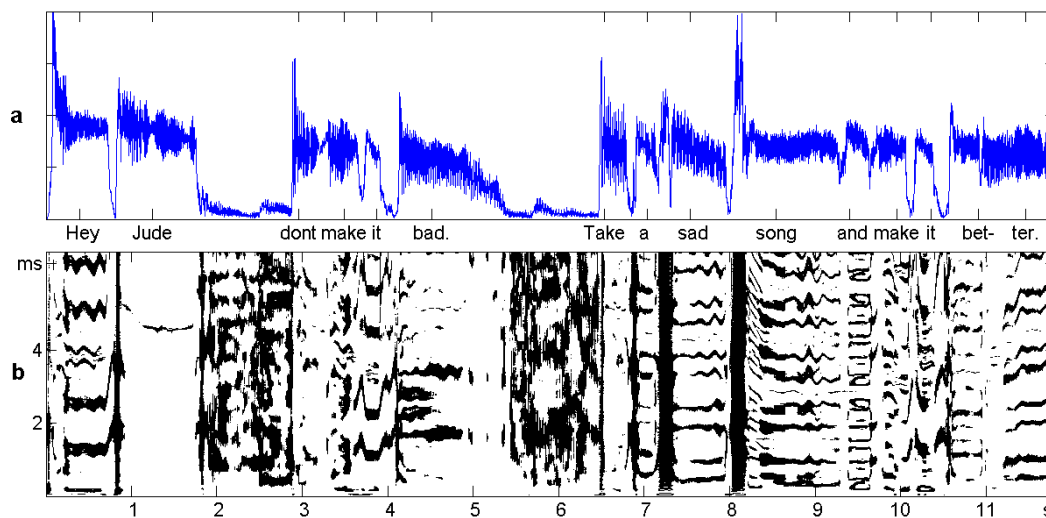 a
Hey Jude dont make it bad. Take a sad song and make it bet- ter.
ms
4
b
2
1 2 3 4 5 6 7 8 9 10 11 s